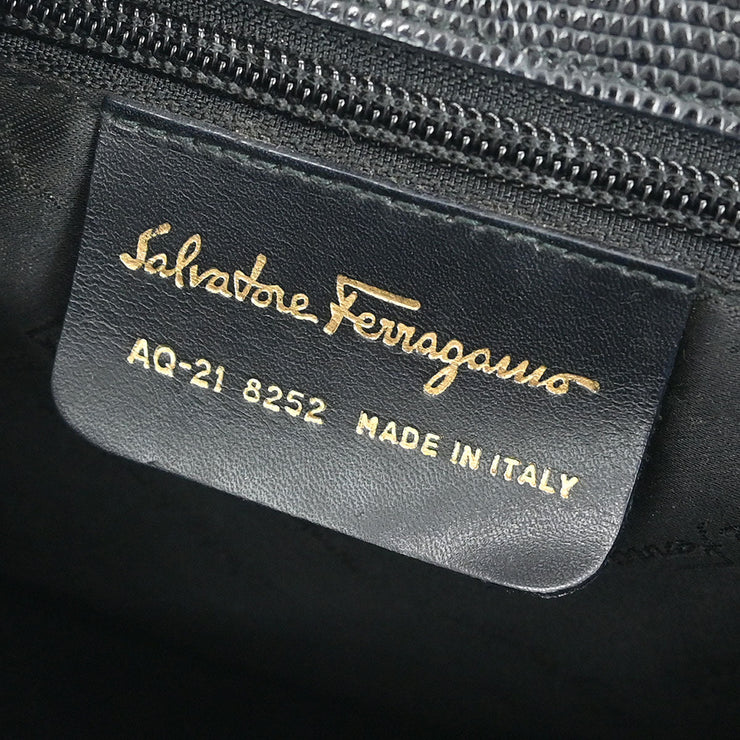 Salvatore Ferragamo
AQ-21 8252 MADE IN ITALY